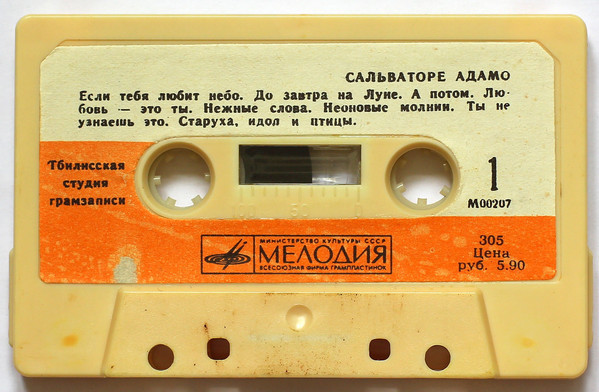 САЛЬВАТОРЕ АДАМО
Если тебя любит небо. До завтра на Луне. А потом. Лю-
бовь — это ты. Нежные слова. Неоновые молнии. Ты не
узнаешь это. Старуха, идол и птицы.
Тбилисская
студия
грамзаписи
1
М00207
МИНИСТЕРСТВО КУЛЬТУРЫ СССР
МЕЛОДИЯ
ВСЕСОЮЗНАЯ ФИРМА ГРАМПЛАСТИНОК
305
Цена
руб. 5.90